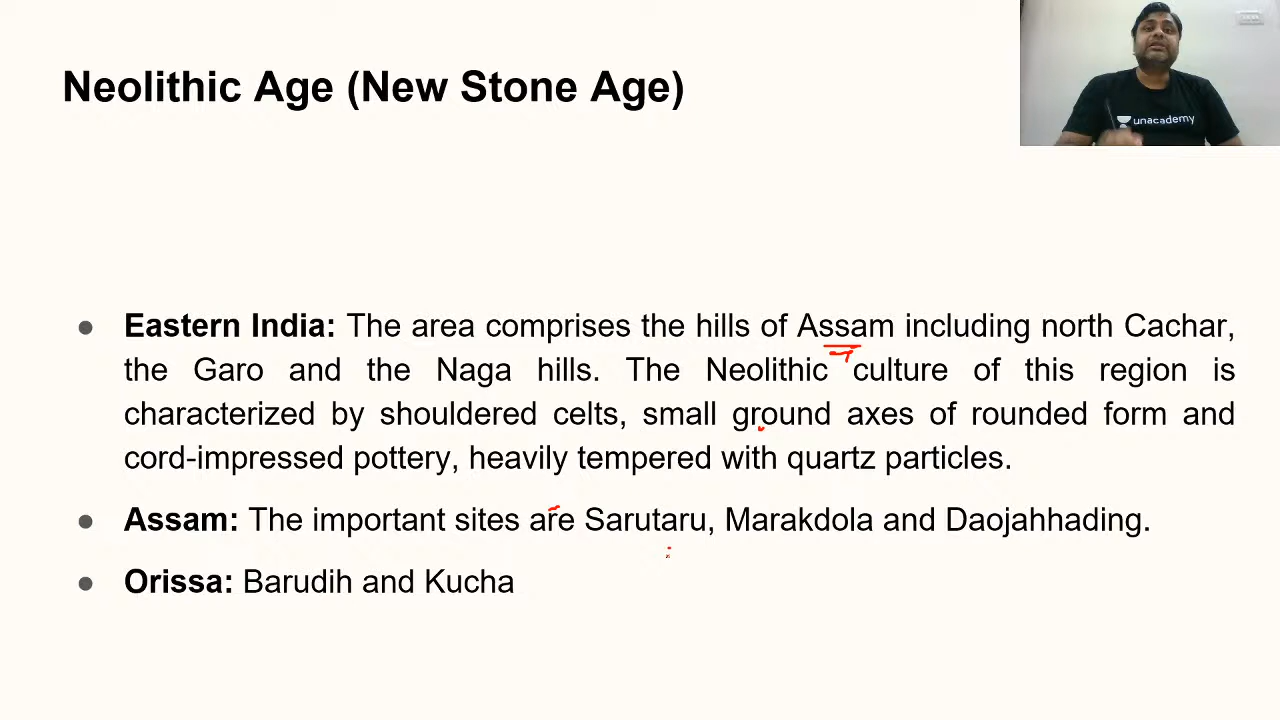 Neolithic Age (New Stone Age)
unacademy
● Eastern India: The area comprises the hills of Assam including north Cachar,
the Garo and the Naga hills. The Neolithic culture of this region is
characterized by shouldered celts, small ground axes of rounded form and
cord-impressed pottery, heavily tempered with quartz particles.
● Assam: The important sites are Sarutaru, Marakdola and Daojahhading.
● Orissa: Barudih and Kucha